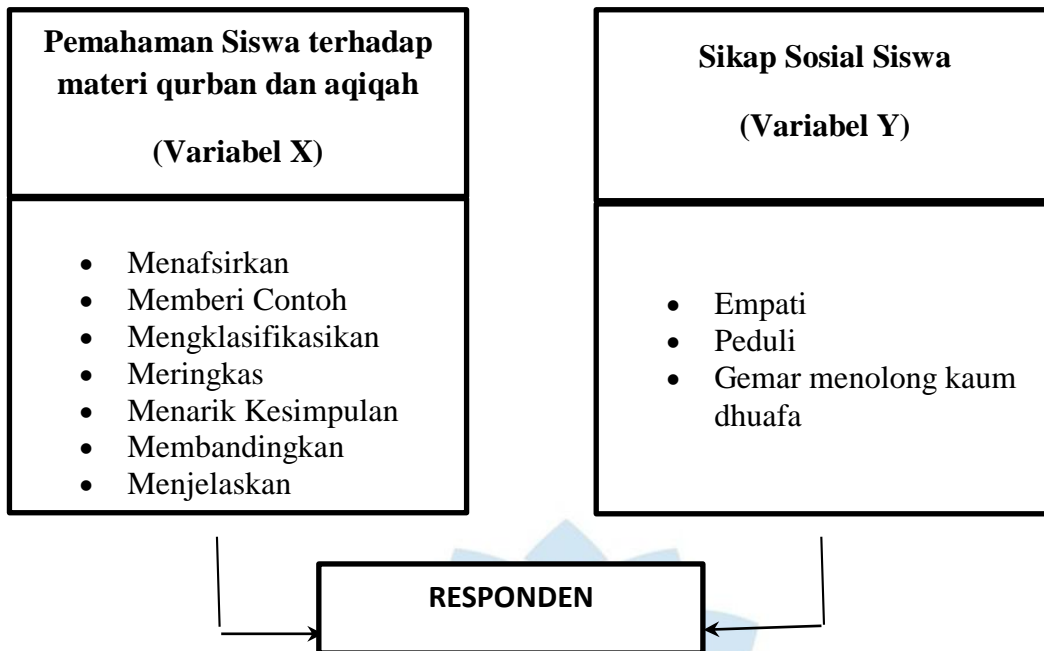 Pemahaman Siswa terhadap
materi qurban dan aqiqah
(Variabel X)
• Menafsirkan
• Memberi Contoh
• Mengklasifikasikan
• Meringkas
• Menarik Kesimpulan
• Membandingkan
• Menjelaskan
Sikap Sosial Siswa
(Variabel Y)
• Empati
• Peduli
• Gemar menolong kaum
dhuafa
RESPONDEN